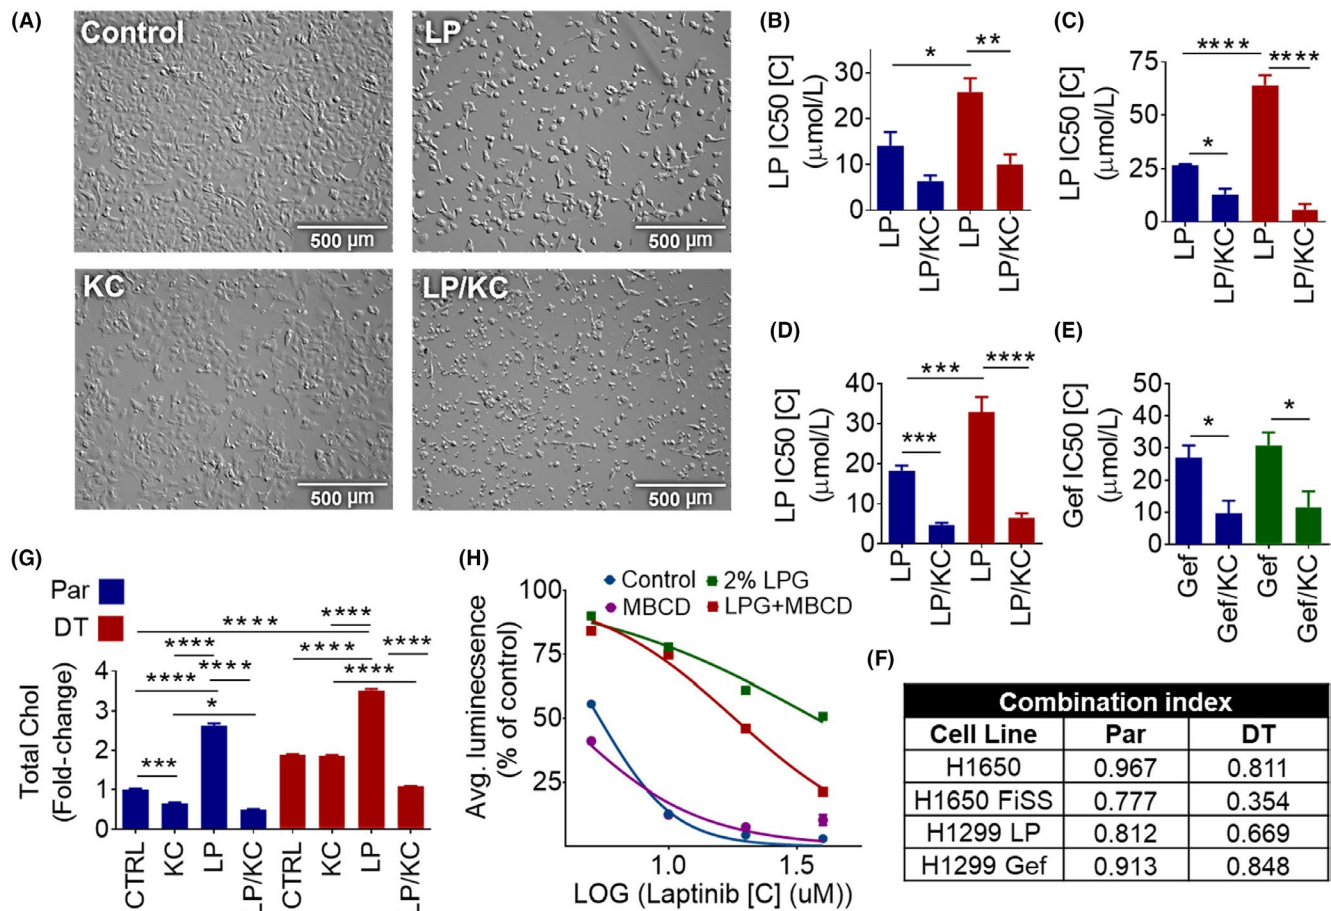 (A)
Control
500 µm
LP
500 µm
KC
500 µm
LP/KC
500 µm
(B)
LP IC50 [C]
(µmol/L)
30
20
10
0
*
**
LP
LP/KC
LP
LP/KC
(C)
LP IC50 [C]
(µmol/L)
75
50
25
0
****
****
*
LP
LP/KC
LP
LP/KC
(D)
LP IC50 [C]
(µmol/L)
40
30
20
10
0
***
****
***
LP
LP/KC
LP
LP/KC
(E)
Gef IC50 [C]
(µmol/L)
50
40
30
20
10
0
*
*
Gef
Gef/KC
Gef
Gef/KC
(G)
Par
DT
Total Chol
(Fold-change)
4
3
2
1
0
****
****
****
****
****
****
****
****
*
***
CTRL
KC
LP
LP/KC
CTRL
KC
LP
LP/KC
(H)
Control
2% LPG
MBCD
LPG+MBCD
Avg. luminecsence
(% of control)
100
75
50
25
1.0
1.5
LOG (Laptinib [C] (uM))
(F)
Combination index
Cell Line Par DT
H1650 0.967 0.811
H1650 FiSS 0.777 0.354
H1299 LP 0.812 0.669
H1299 Gef 0.913 0.848